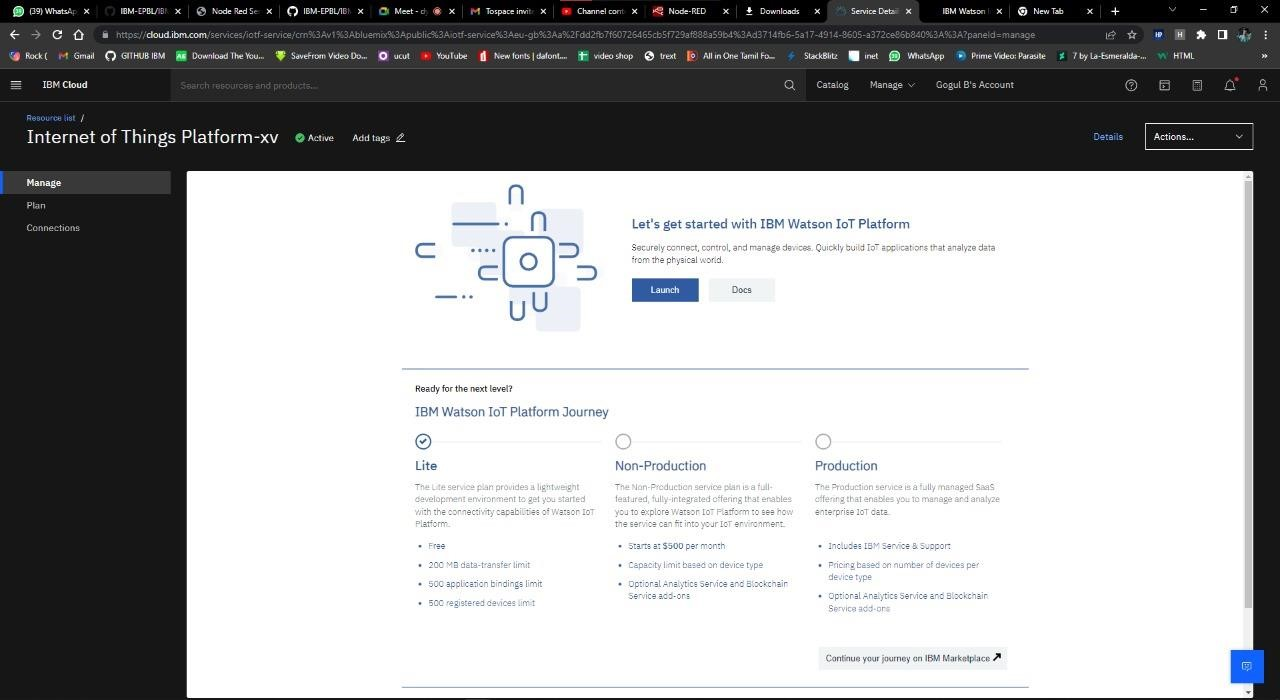 (39) WhatsAp
IBM-EPBL/IBM
Node Red Se
IBM-EPBL/IB
Meet - dy
Tospace invite
Channel cont
Node-RED
Downloads
Service Detail
IBM Watson I
New Tab
https://cloud.ibm.com/services/iotf-service/crn%3Av1%3Abluemix%3Apublic%3Aiotf-service%3Aeu-gb%3Aa%2Fdd2fb7f60726465cb5f729af888a59b4%3Ad3714fb6-5a17-4914-8605-a372ce86b840%3A%3A?paneId=manage
Rock (
Gmail
GITHUB IBM
Download The You...
SaveFrom Video Do...
ucut
YouTube
New fonts | dafont....
video shop
trext
All in One Tamil Fo...
StackBlitz
inet
WhatsApp
Prime Video: Parasite
7 by La-Esmeralda-...
HTML
IBM Cloud
Search resources and products...
Catalog
Manage
Gogul B's Account
Resource list /
Internet of Things Platform-xv
Active
Add tags
Details
Actions...
Manage
Plan
Connections
Let's get started with IBM Watson IoT Platform
Securely connect, control, and manage devices. Quickly build IoT applications that analyze data
from the physical world.
Launch
Docs
Ready for the next level?
IBM Watson IoT Platform Journey
Lite
The Lite service plan provides a lightweight
development environment to get you started
with the connectivity capabilities of Watson IoT
Platform.
• Free
• 200 MB data-transfer limit
• 500 application bindings limit
• 500 registered devices limit
Non-Production
The Non-Production service plan is a full-
featured, fully-integrated offering that enables
you to explore Watson IoT Platform to see how
the service can fit into your IoT environment.
• Starts at $500 per month
• Capacity limit based on device type
• Optional Analytics Service and Blockchain
Service add-ons
Production
The Production service is a fully managed SaaS
offering that enables you to manage and analyze
enterprise IoT data.
• Includes IBM Service & Support
• Pricing based on number of devices per
device type
• Optional Analytics Service and Blockchain
Service add-ons
Continue your journey on IBM Marketplace